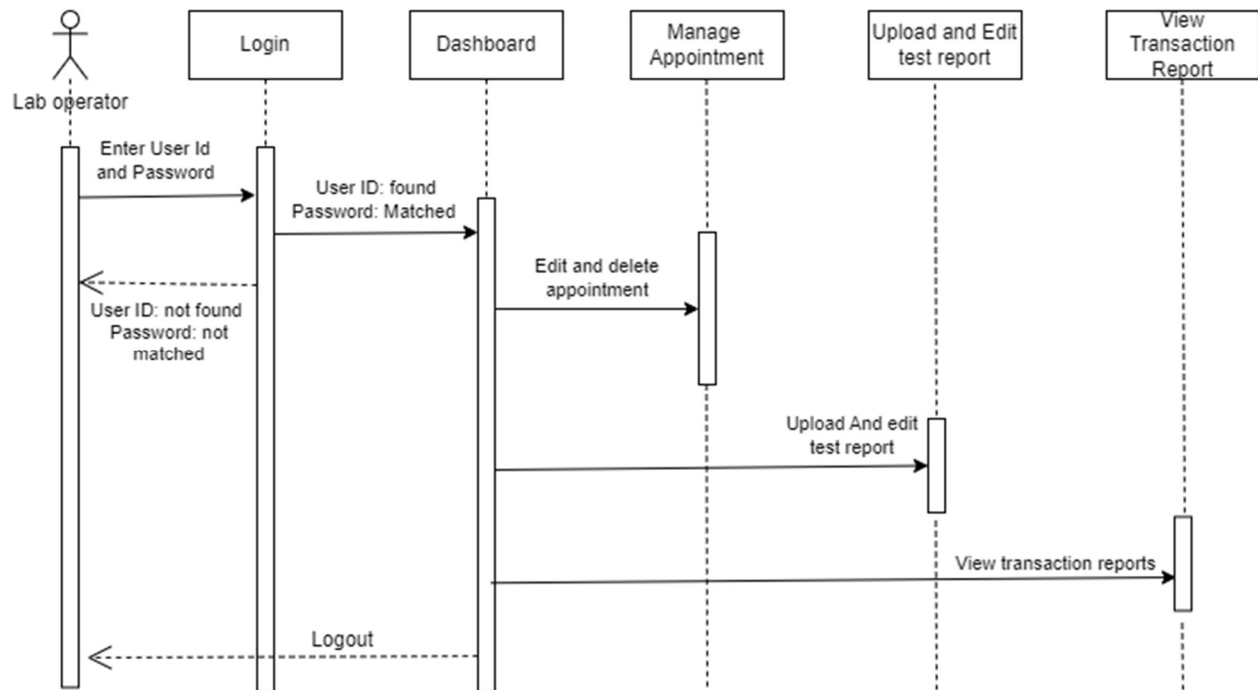 Login
Dashboard
Manage
Appointment
Upload and Edit
test report
View
Transaction
Report
Lab operator
Enter User Id
and Password
User ID: found
Password: Matched
Edit and delete
appointment
User ID: not found
Password: not
matched
Upload And edit
test report
View transaction reports
Logout